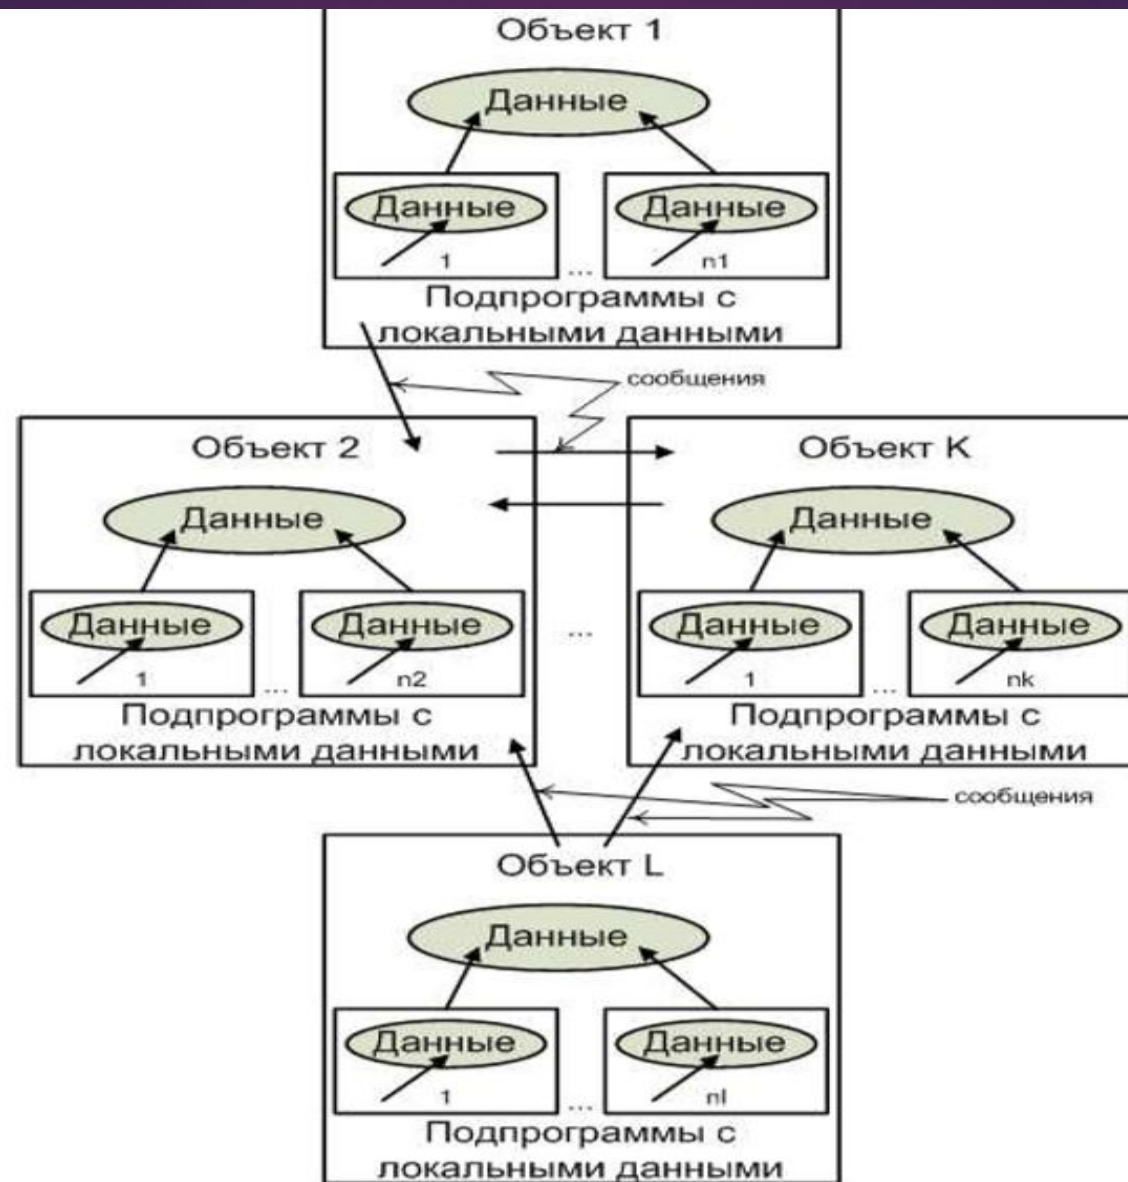 Объект 1
Данные
Данные Данные
1 ... n1
Подпрограммы с
локальными данными
сообщения
Объект 2 Объект K
Данные Данные
Данные Данные ... Данные Данные
1 ... n2 1 ... nk
Подпрограммы с Подпрограммы с
локальными данными локальными данными
сообщения
Объект L
Данные
Данные Данные
1 ... nl
Подпрограммы с
локальными данными